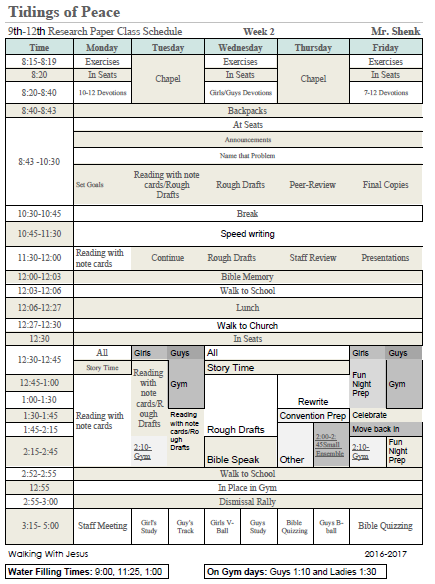 Tidings of Peace
9th-12th Research Paper Class Schedule Week 2 Mr. Shenk
Time Monday Tuesday Wednesday Thursday Friday
8:15-8:19 Exercises Chapel Exercises Chapel Exercises
8:20 In Seats In Seats In Seats
8:20-8:40 10-12 Devotions Girls/Guys Devotions 7-12 Devotions
8:40-8:43 Backpacks
8:43 -10:30 At Seats
Announcements
Name that Problem
Set Goals Reading with note cards/Rough Drafts Rough Drafts Peer-Review Final Copies
10:30-10:45 Break
10:45-11:30 Speed writing
11:30-12:00 Reading with note cards Continue Rough Drafts Staff Review Presentations
12:00-12:03 Bible Memory
12:03-12:06 Walk to School
12:06-12:27 Lunch
12:27-12:30 Walk to Church
12:30 In Seats
12:30-12:45 All Girls Guys All Girls Guys
Story Time Reading with note cards/R ough Drafts Gym Story Time Fun Night Prep Gym
12:45-1:00 Reading with note cards Rough Drafts Rewrite
1:00-1:30
1:30-1:45 Reading with note cards/Ro ugh Drafts Convention Prep Celebrate
1:45-2:15 Other 2:00-2:45Small Ensemble Move back In
2:15-2:45 2:10-Gym Bible Speak 2:10-Gym Fun Night Prep
2:52-2:55 Walk to School
12:55 In Place in Gym
2:55-3:00 Dismissal Rally
3:15- 5:00 Staff Meeting Girl's Study Guy's Track Girls V-Ball Guys Study Bible Quizzing Guys B-ball Bible Quizzing
Walking With Jesus 2016-2017
Water Filling Times: 9:00, 11:25, 1:00 On Gym days: Guys 1:10 and Ladies 1:30